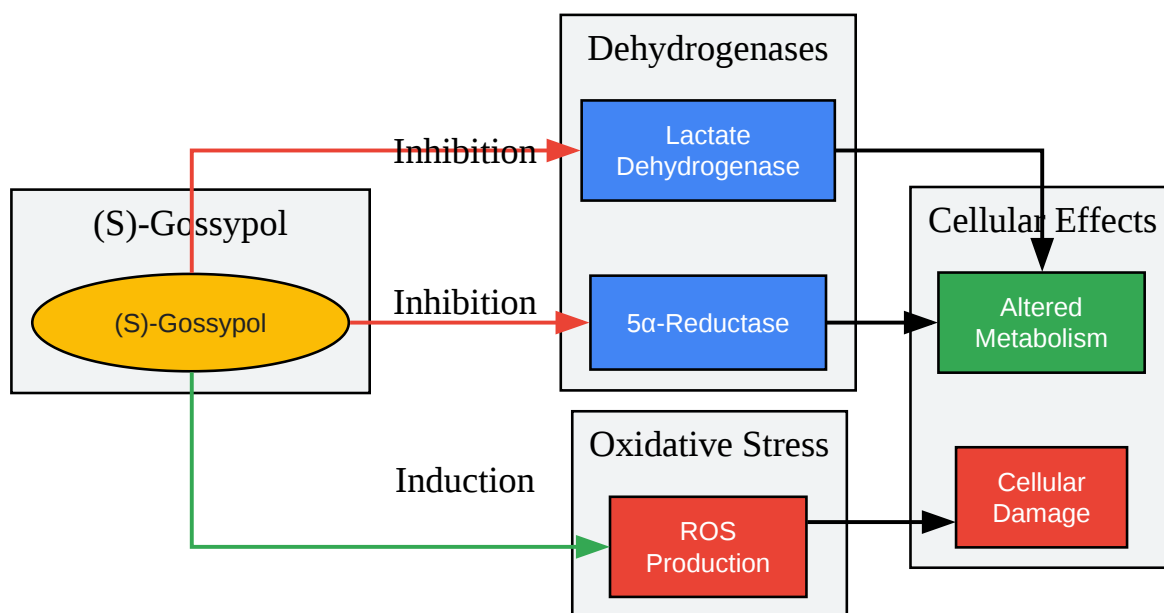 Dehydrogenases
Lactate
Dehydrogenase
Inhibition
(S)-Gossypol
Cellular Effects
(S)-Gossypol
Inhibition
5α-Reductase
Altered
Metabolism
Oxidative Stress
Induction
ROS
Production
Cellular
Damage